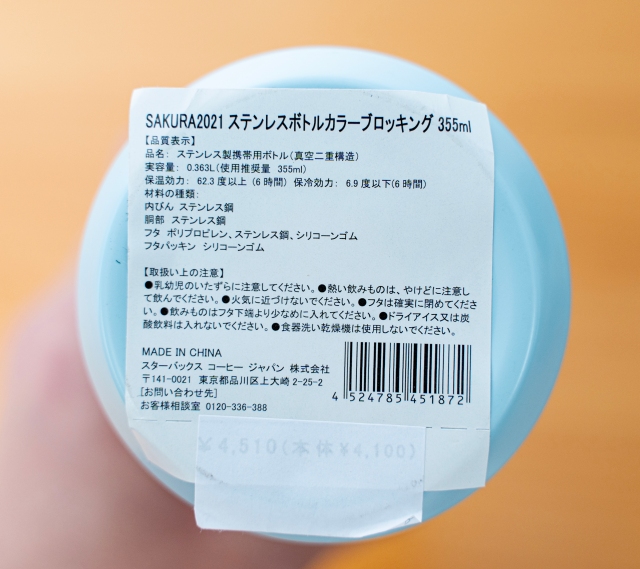 SAKURA2021 ステンレスボトルカラーブロッキング 355ml
【品質表示】
品名: ステンレス製携帯用ボトル(真空二重構造)
実容量: 0.363L(使用推奨量 355ml)
保温効力: 62.3度以上 (6時間) 保冷効力: 6.9度以下(6時間)
材料の種類:
内びん ステンレス鋼
胴部 ステンレス鋼
フタ ポリプロピレン、ステンレス鋼、シリコーンゴム
フタパッキン シリコーンゴム
【取扱い上の注意】
●乳幼児のいたずらに注意してください。●熱い飲みものは、やけどに注意し
て飲んでください。●火気に近づけないでください。●フタは確実に閉めてくださ
い。●飲みものはフタ下端より少なめに入れてください。●ドライアイス又は炭
酸飲料は入れないでください。●食器洗い乾燥機は使用しないでください。
MADE IN CHINA
スターバックス コーヒー ジャパン 株式会社
〒141-0021 東京都品川区上大崎 2-25-2
[お問い合わせ先]
お客様相談室 0120-336-388
4 524785 451872
¥4,510(本体¥4,100)